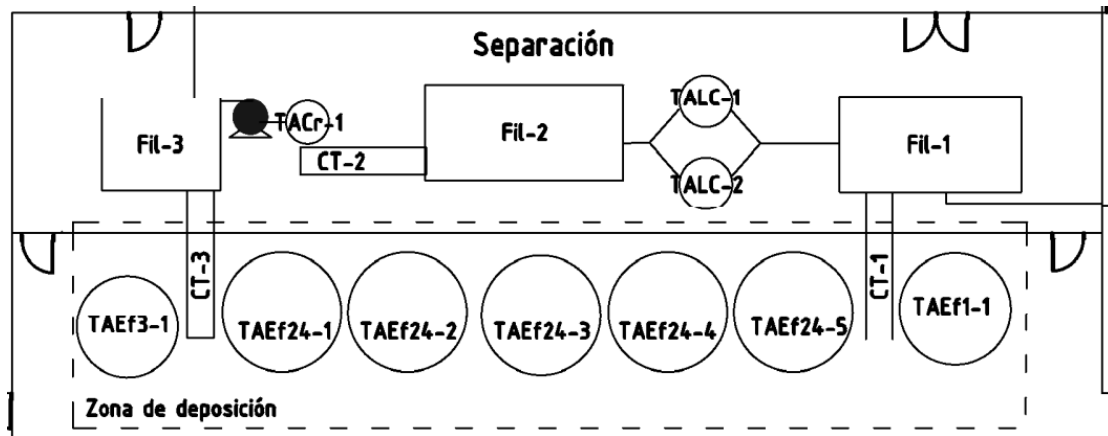 Separación
TALC-1
TACr-1
Fil-3
Fil-2
Fil-1
CT-2
TALC-2
CT-3
CT-1
TAEf3-1
TAEf24-1
TAEf24-2
TAEf24-3
TAEf24-4
TAEf24-5
TAEf1-1
Zona de deposición